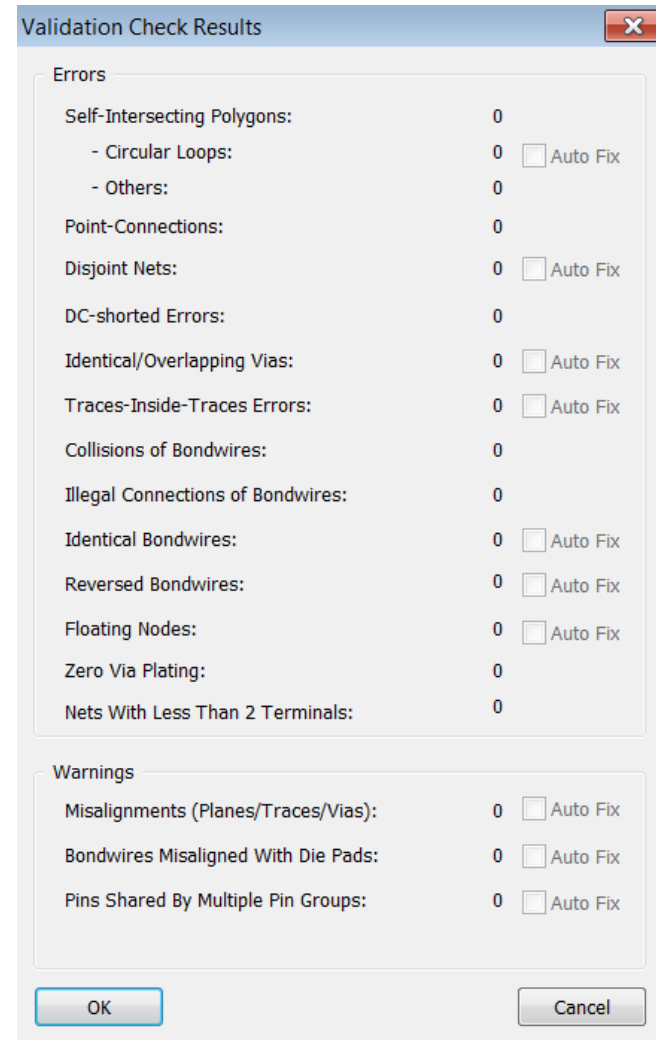 Validation Check Results
Errors
Self-Intersecting Polygons: 0
- Circular Loops: 0 Auto Fix
- Others: 0
Point-Connections: 0
Disjoint Nets: 0 Auto Fix
DC-shorted Errors: 0
Identical/Overlapping Vias: 0 Auto Fix
Traces-Inside-Traces Errors: 0 Auto Fix
Collisions of Bondwires: 0
Illegal Connections of Bondwires: 0
Identical Bondwires: 0 Auto Fix
Reversed Bondwires: 0 Auto Fix
Floating Nodes: 0 Auto Fix
Zero Via Plating: 0
Nets With Less Than 2 Terminals: 0
Warnings
Misalignments (Planes/Traces/Vias): 0 Auto Fix
Bondwires Misaligned With Die Pads: 0 Auto Fix
Pins Shared By Multiple Pin Groups: 0 Auto Fix
OK Cancel